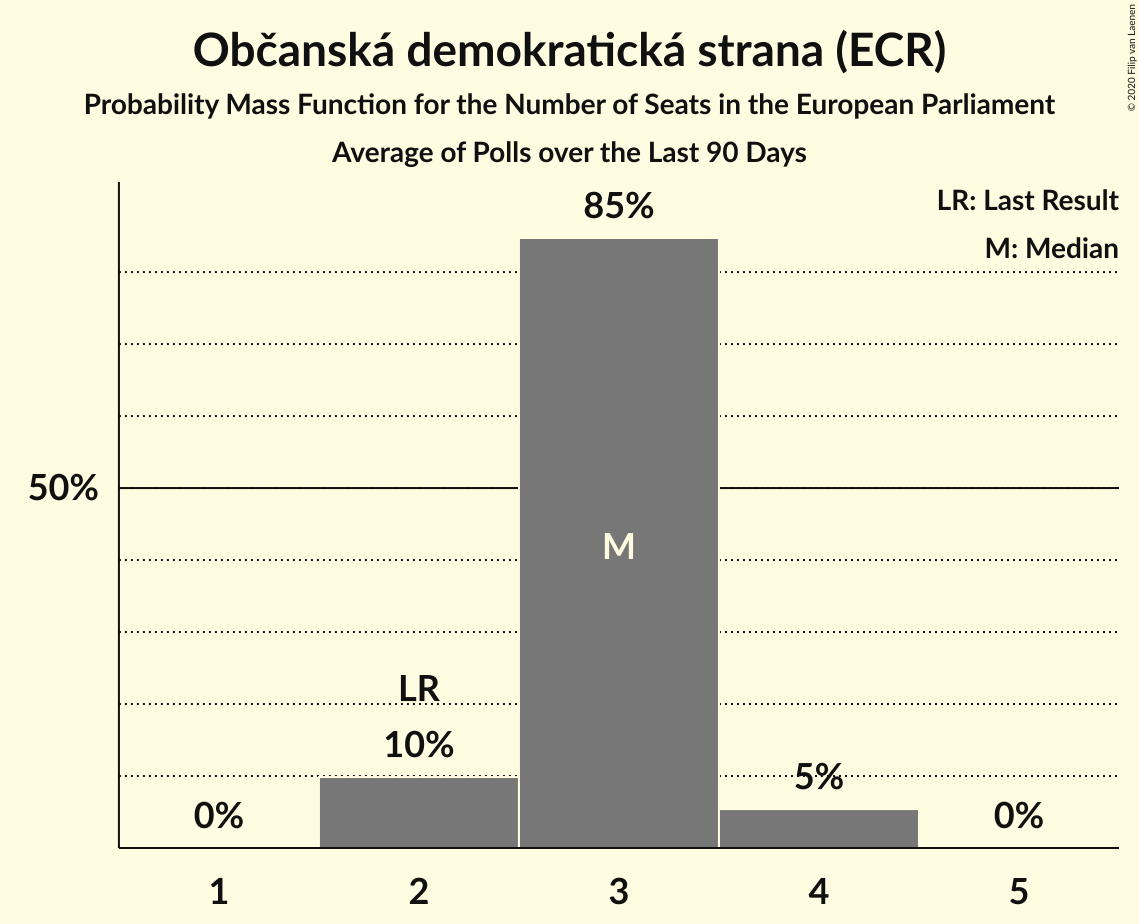 Občanská demokratická strana (ECR)
Probability Mass Function for the Number of Seats in the European Parliament
Average of Polls over the Last 90 Days
© 2020 Filip van Laenen
LR: Last Result
M: Median
85%
50%
M
LR
10%
5%
0%
0%
1
2
3
4
5